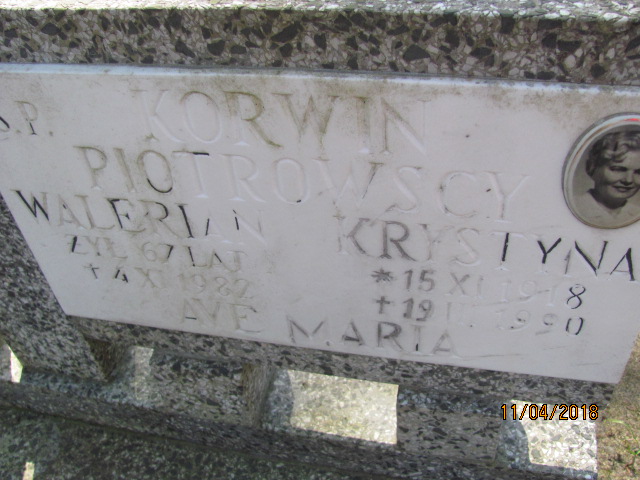 S.P. KORWIN
PIOTROWSCY
WALERIAN KRYSTYNA
ŻYŁ 67 LAT *15 XI 1918
+4 XI 1982 +19 1990
AVE MARIA
11/04/2018